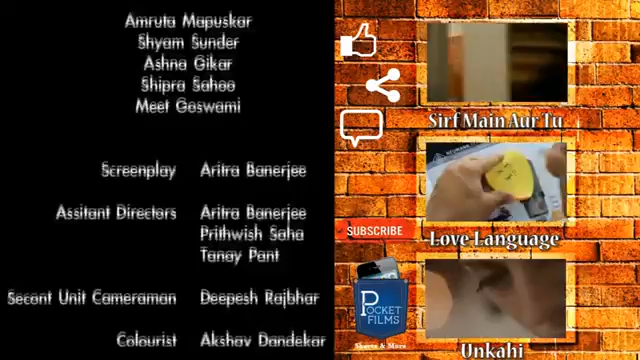 Amruta Mapuskar
Shyam Sunder
Ashna Gikar
Shipra Sahoo
Meet Goswami
Screenplay Aritra Banerjee
Assitant Directors Aritra Banerjee
Prithwish Saha
Tanay Pant
Secont Unit Cameraman Deepesh Rajbhar
Colourist Akshay Dandekar
Sirf Main Aur Tu
SUBSCRIBE
Love Language
POCKET
FILMS
Shorts & More
Unkahi